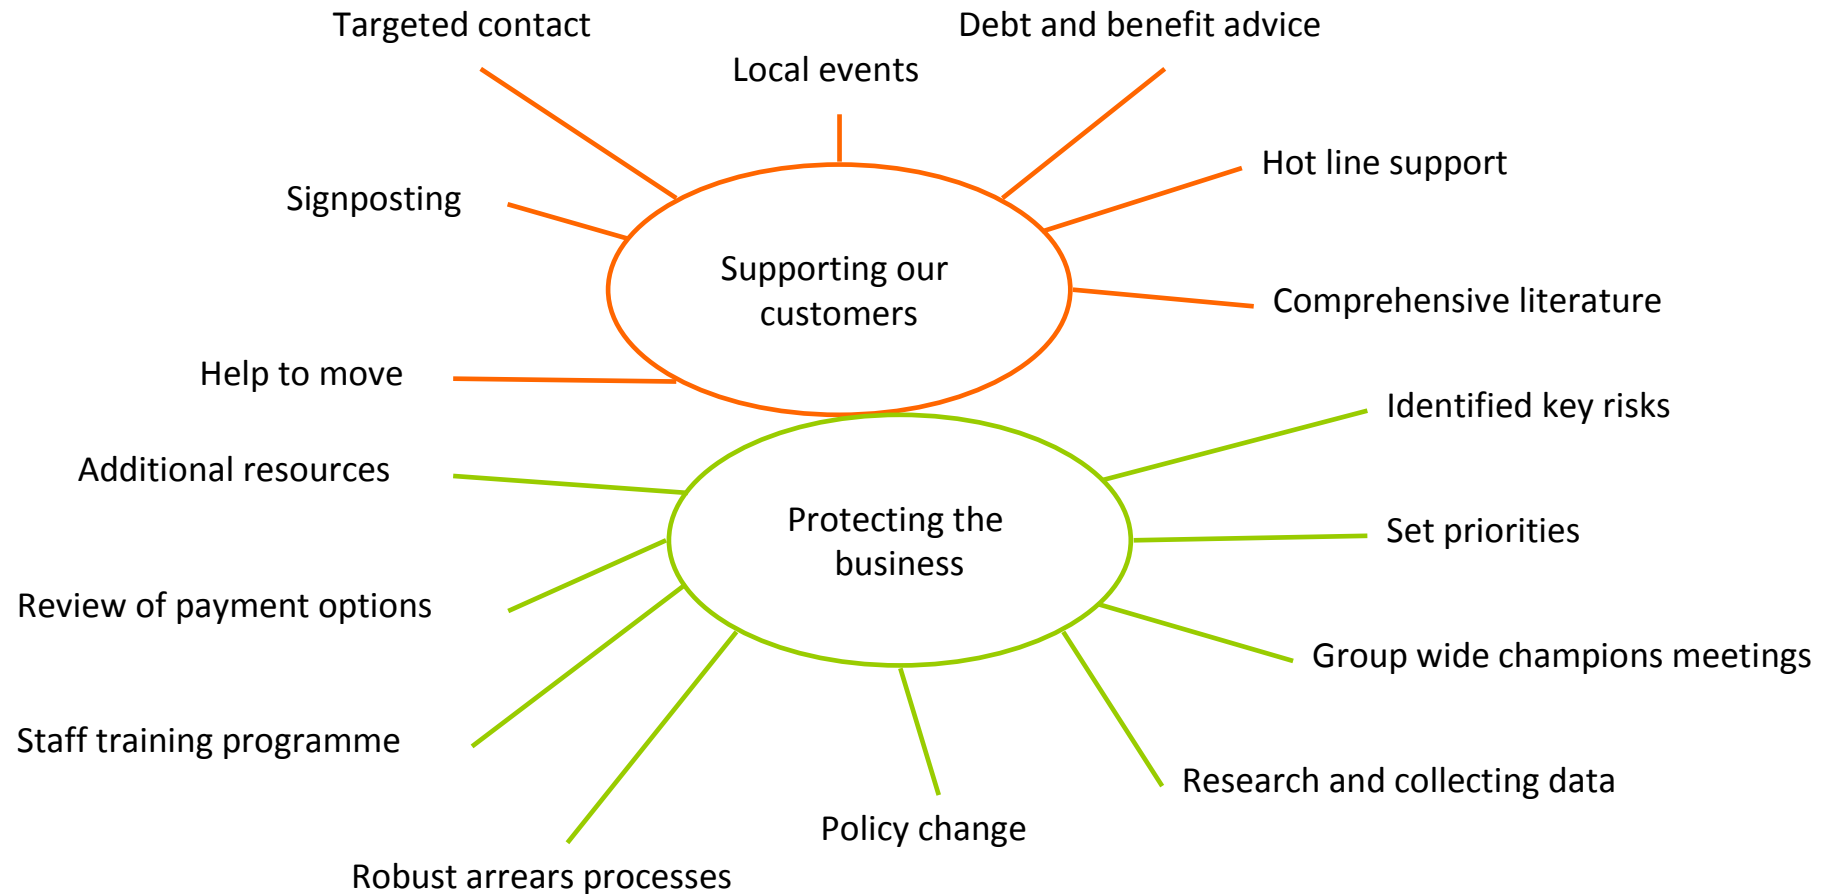 Targeted contact
Debt and benefit advice
Local events
Hot line support
Signposting
Supporting our
customers
Comprehensive literature
Help to move
Identified key risks
Additional resources
Protecting the
business
Set priorities
Review of payment options
Group wide champions meetings
Staff training programme
Research and collecting data
Policy change
Robust arrears processes